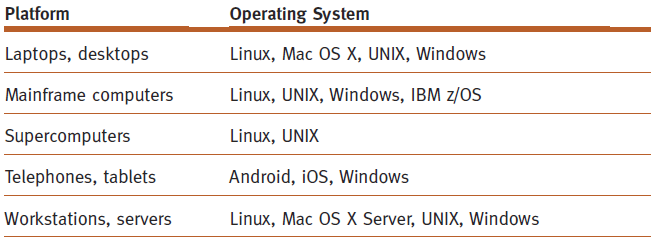 Platform Operating System
Laptops, desktops Linux, Mac OS X, UNIX, Windows
Mainframe computers Linux, UNIX, Windows, IBM z/OS
Supercomputers Linux, UNIX
Telephones, tablets Android, iOS, Windows
Workstations, servers Linux, Mac OS X Server, UNIX, Windows